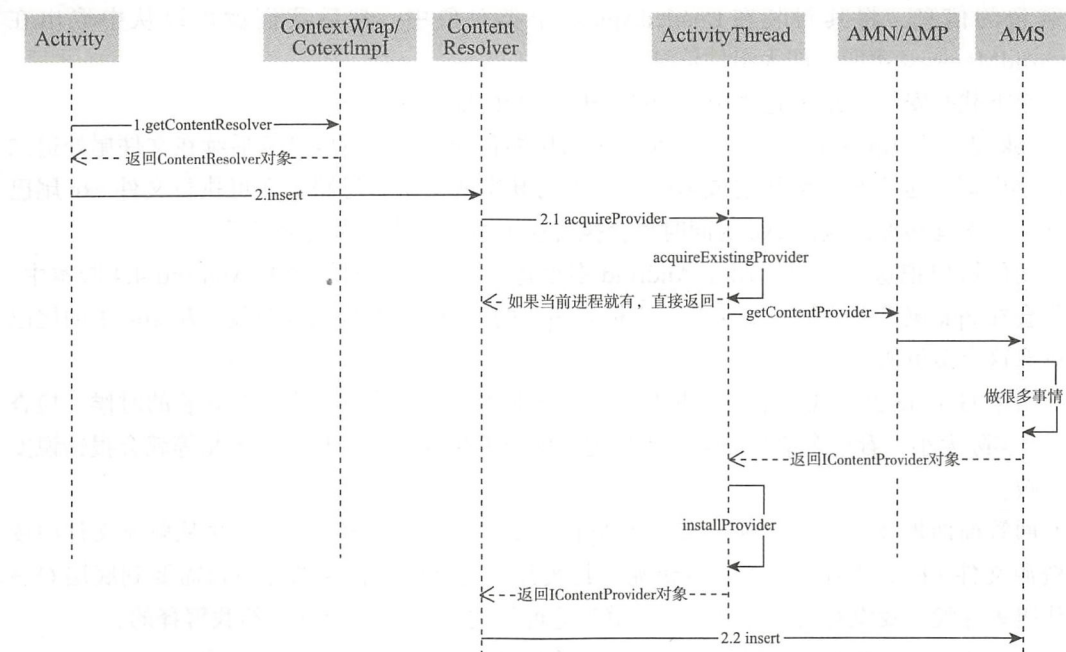 Activity
ContextWrap/
CotextImpI
Content
Resolver
ActivityThread
AMN/AMP
AMS
1.getContentResolver
返回ContentResolver对象
2.insert
2.1 acquireProvider
acquireExistingProvider
如果当前进程就有，直接返回
getContentProvider
做很多事情
返回IContentProvider对象
installProvider
返回IContentProvider对象
2.2 insert